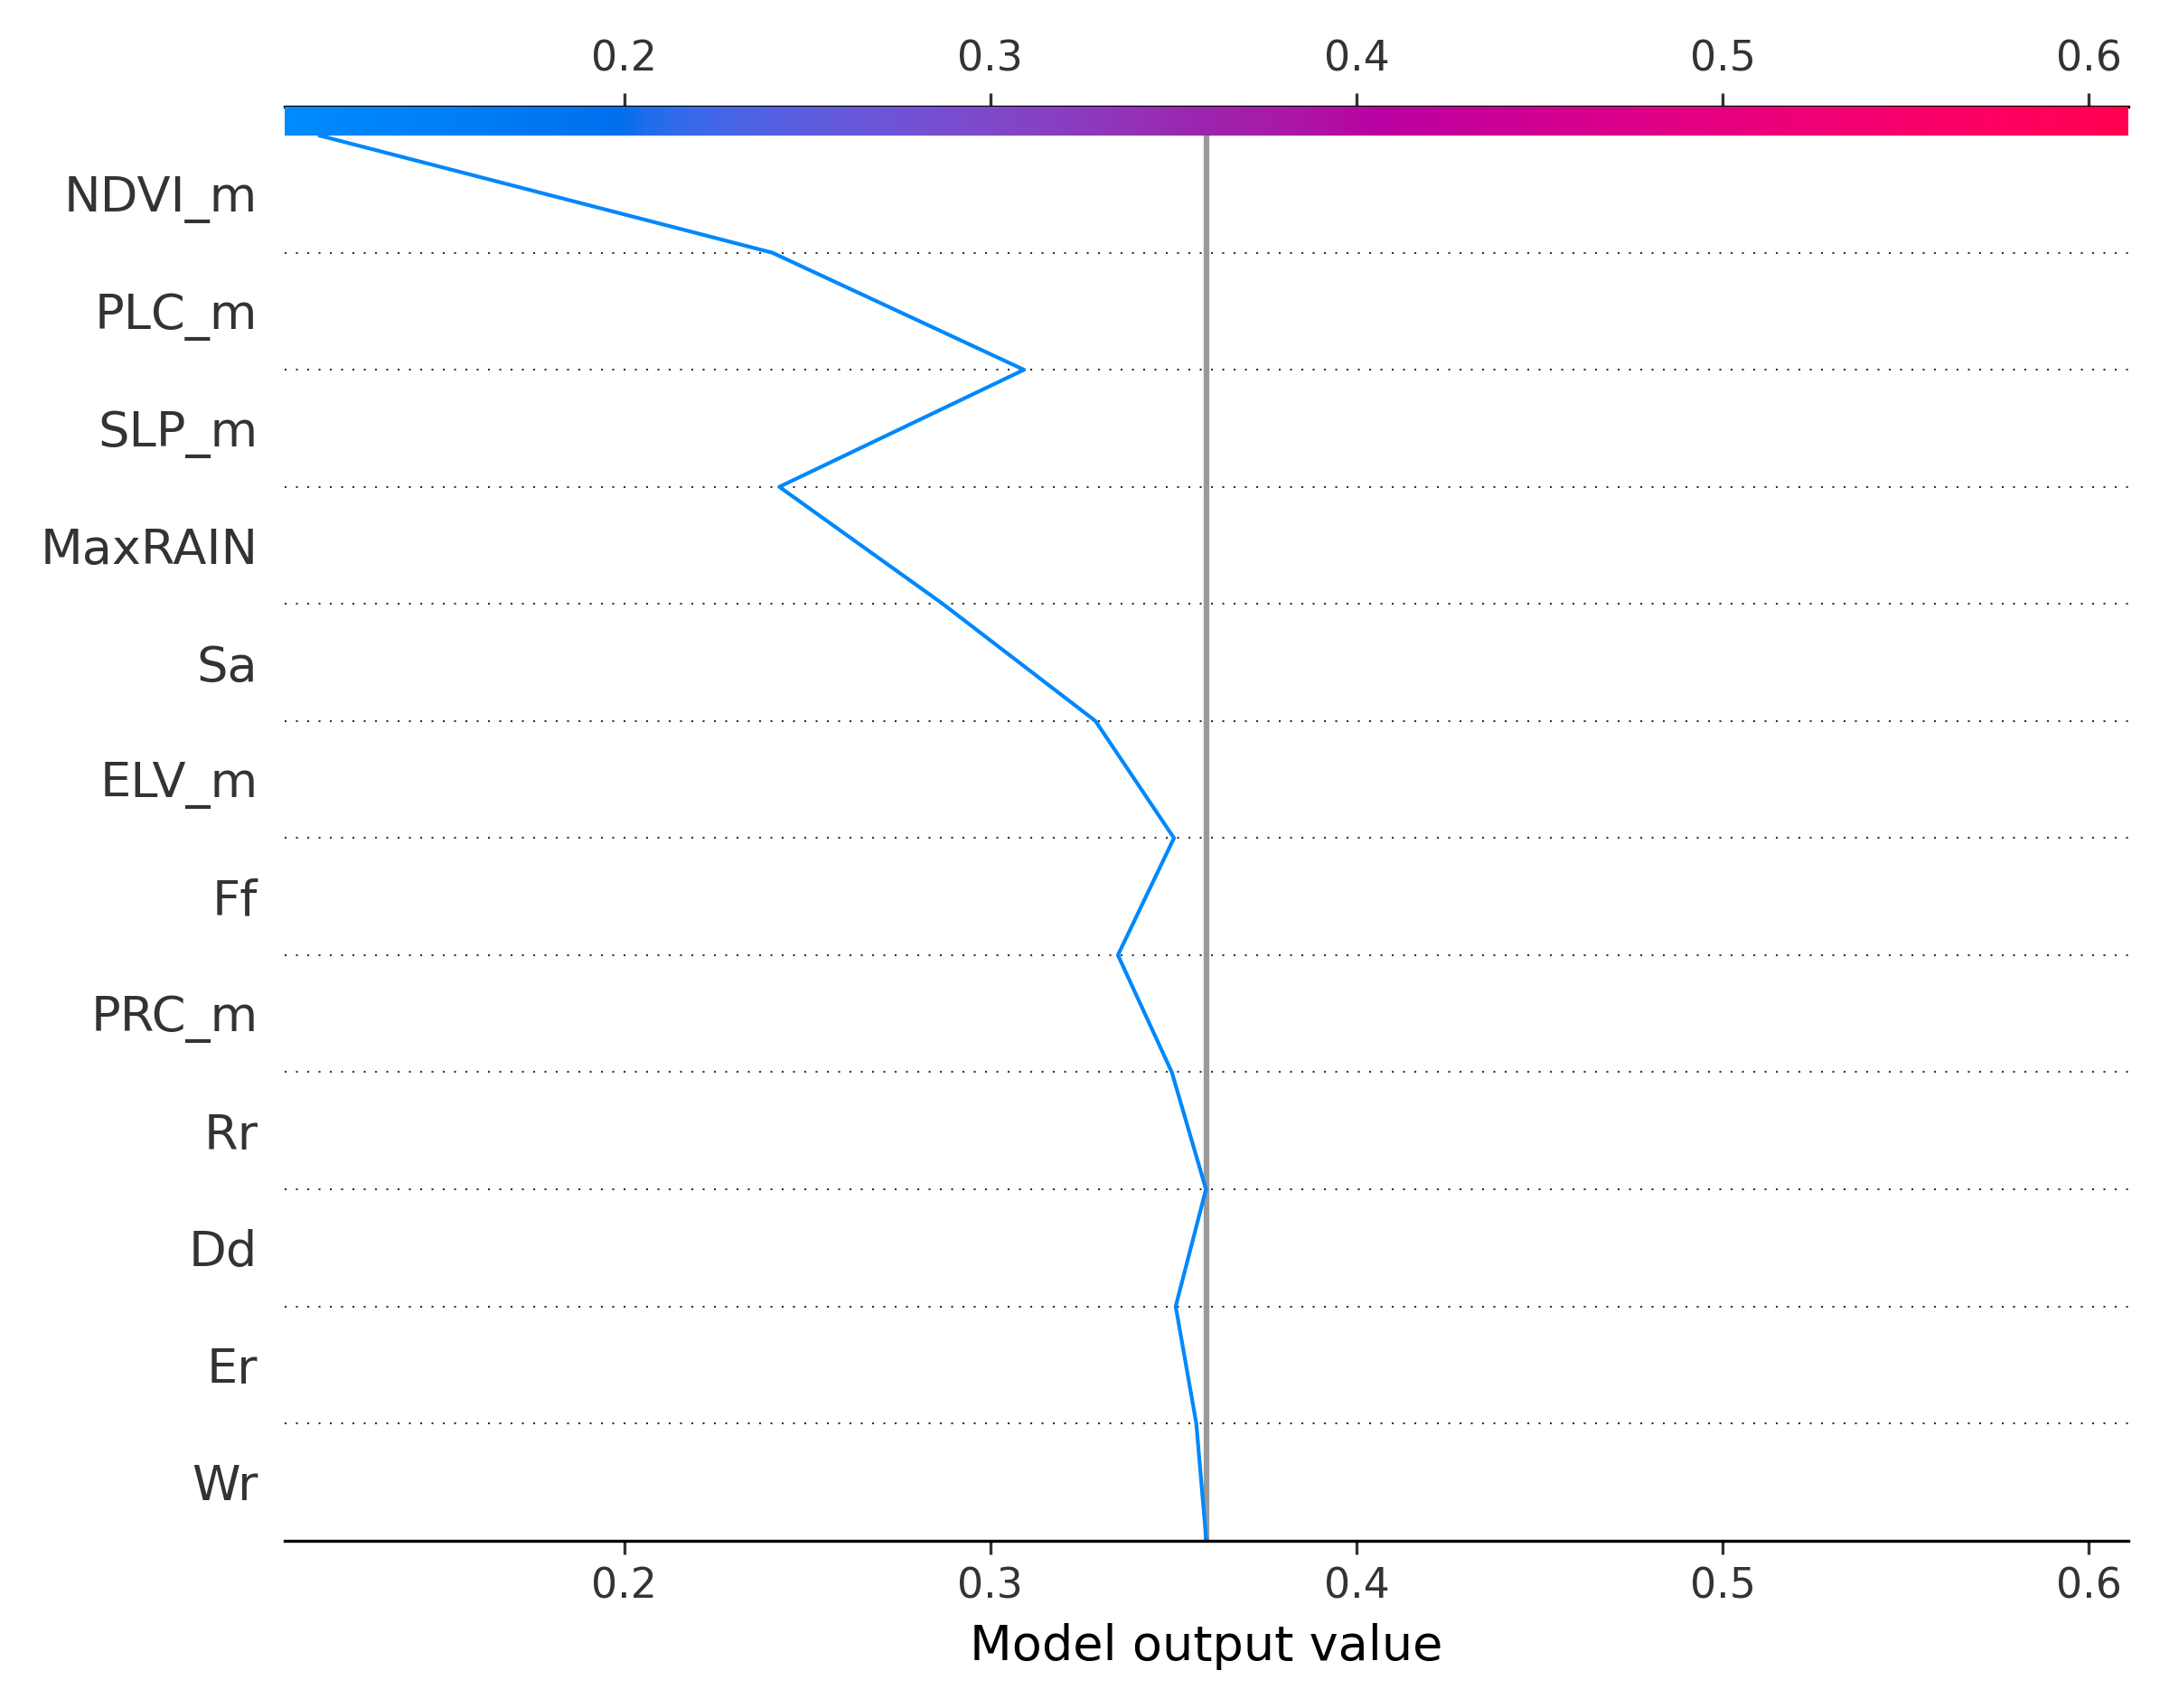 0.2 0.3 0.4 0.5 0.6
NDVI_m
PLC_m
SLP_m
MaxRAIN
Sa
ELV_m
Ff
PRC_m
Rr
Dd
Er
Wr
0.2 0.3 0.4 0.5 0.6
Model output value